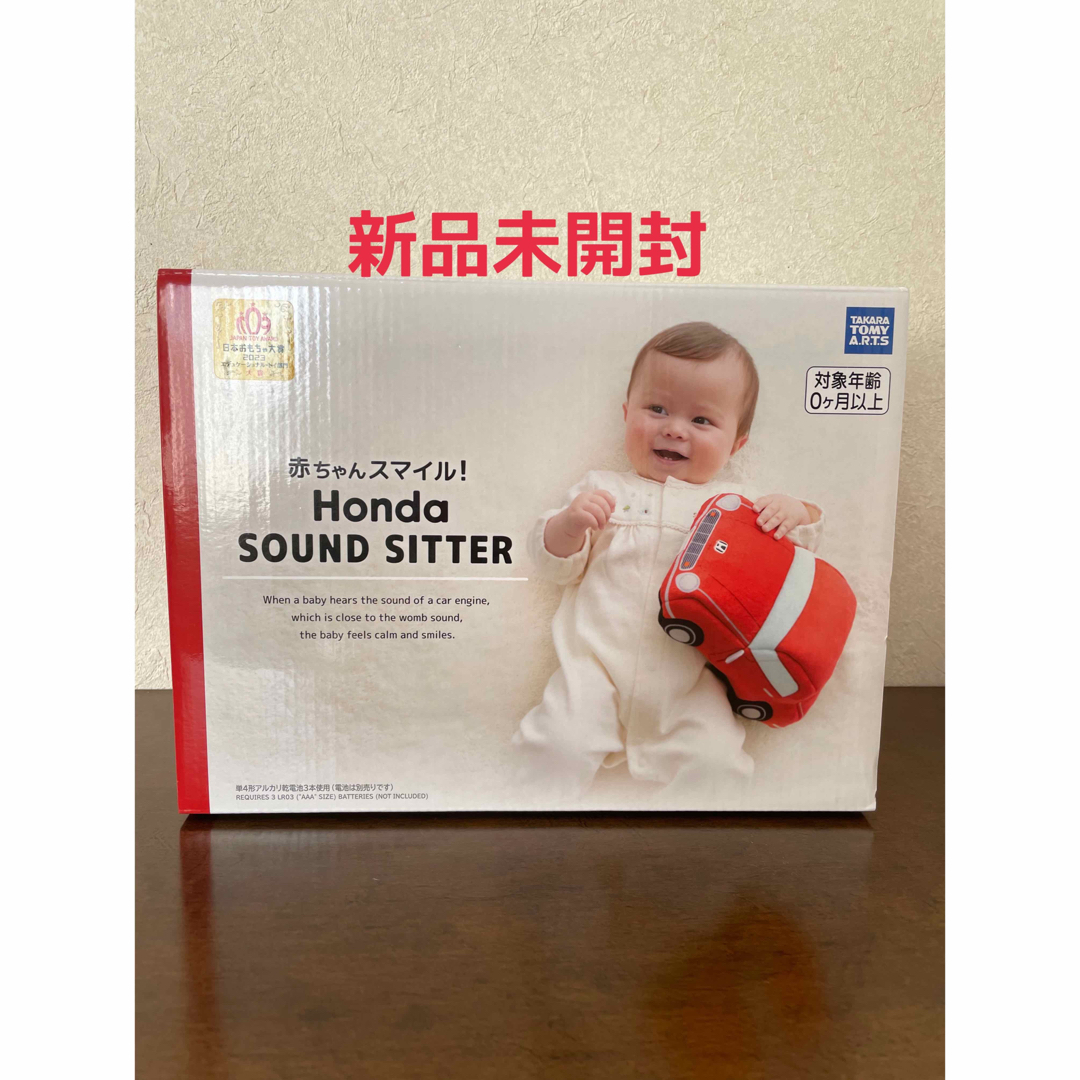 新品未開封
JAPAN TOY AWARD
日本おもちゃ大賞
2023
TAKARA
TOMY
A.R.T.S
対象年齢
0ヶ月以上
赤ちゃんスマイル!
Honda
SOUND SITTER
When a baby hears the sound of a car engine,
which is close to the womb sound,
the baby feels calm and smiles.
単4形アルカリ乾電池3本使用(電池は別売りです)
REQUIRES 3 LR03 ("AAA" SIZE) BATTERIES (NOT INCLUDED)